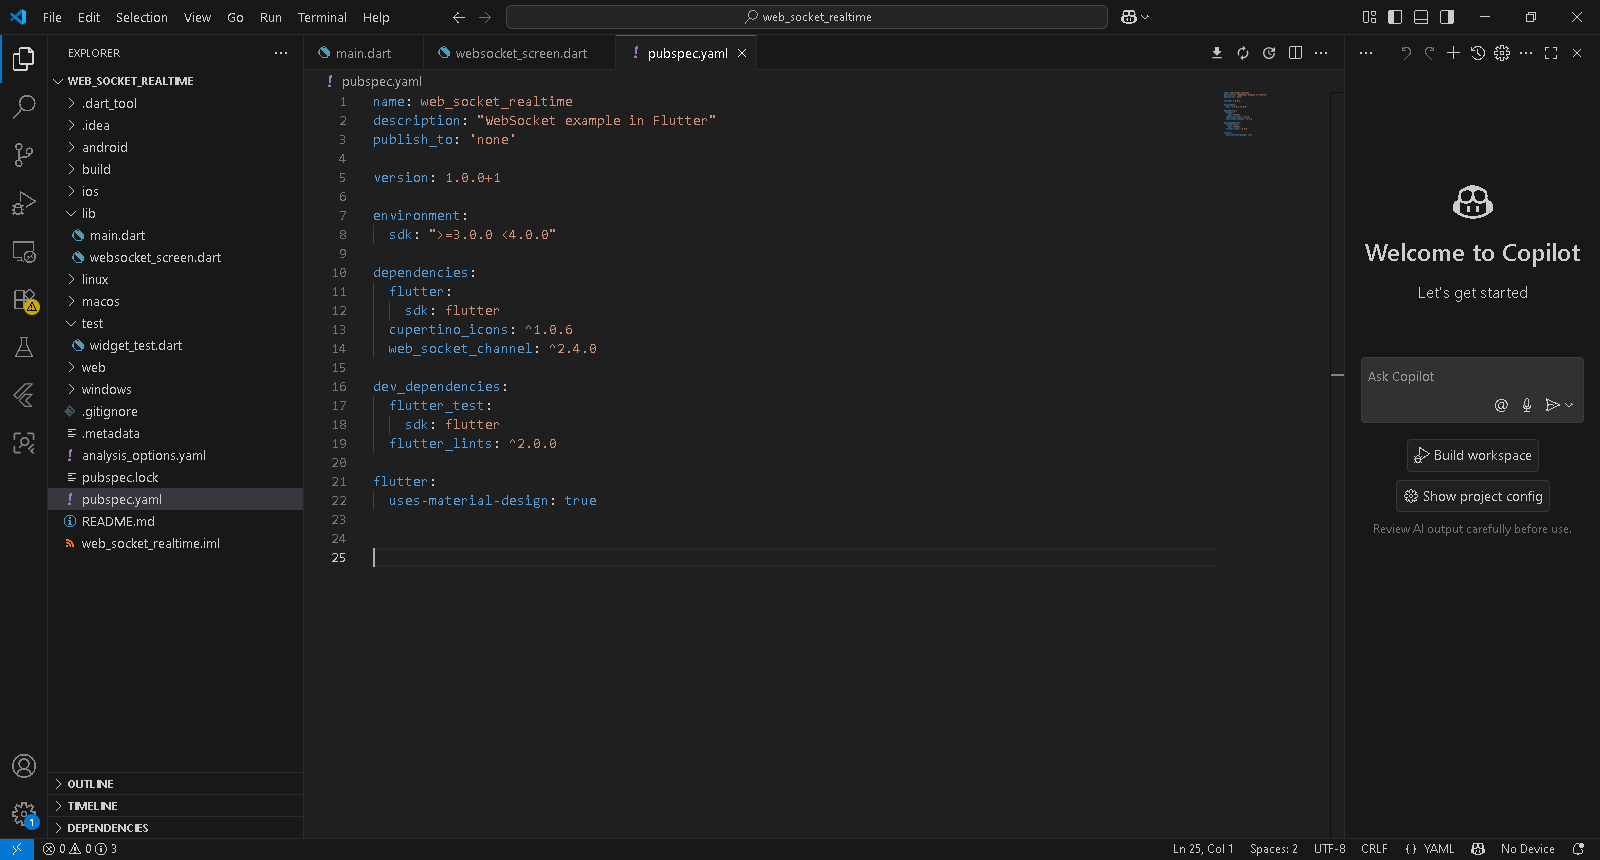 File Edit Selection View Go Run Terminal Help
web_socket_realtime
EXPLORER
WEB_SOCKET_REALTIME
.dart_tool
.idea
android
build
ios
lib
main.dart
websocket_screen.dart
linux
macos
test
widget_test.dart
web
windows
.gitignore
.metadata
analysis_options.yaml
pubspec.lock
pubspec.yaml
README.md
web_socket_realtime.iml
OUTLINE
TIMELINE
DEPENDENCIES
main.dart
websocket_screen.dart
pubspec.yaml
pubspec.yaml
1 name: web_socket_realtime
2 description: "WebSocket example in Flutter"
3 publish_to: 'none'
4
5 version: 1.0.0+1
6
7 environment:
8 sdk: ">=3.0.0 <4.0.0"
9
10 dependencies:
11 flutter:
12 sdk: flutter
13 cupertino_icons: ^1.0.6
14 web_socket_channel: ^2.4.0
15
16 dev_dependencies:
17 flutter_test:
18 sdk: flutter
19 flutter_lints: ^2.0.0
20
21 flutter:
22 uses-material-design: true
23
24
25
Welcome to Copilot
Let's get started
Ask Copilot
Build workspace
Show project config
Review AI output carefully before use.
1
0 0 3
Ln 25, Col 1 Spaces: 2 UTF-8 CRLF {} YAML No Device